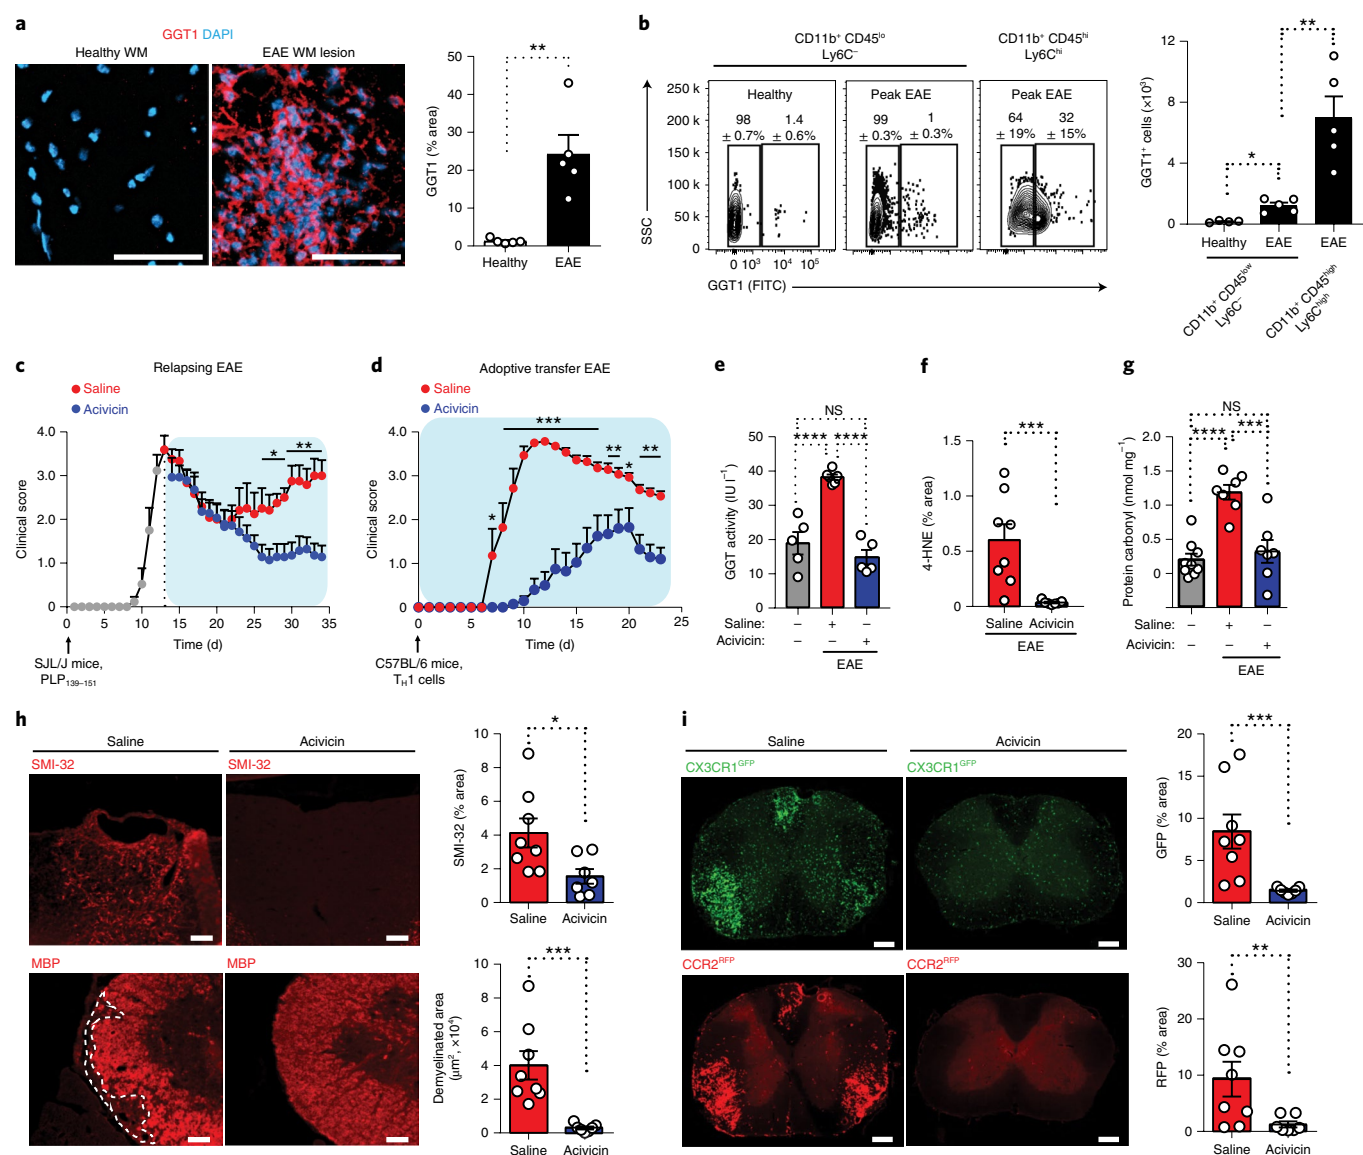 a
GGT1 DAPI
Healthy WM
EAE WM lesion
GGT1 (% area)
50
40
30
20
10
0
**
Healthy
EAE
b
CD11b⁺ CD45ˡᵒ
Ly6C⁻
CD11b⁺ CD45ʰⁱ
Ly6Cʰⁱ
SSC
250 k
200 k
150 k
100 k
50 k
0
Healthy
98
± 0.7%
1.4
± 0.6%
Peak EAE
99
± 0.3%
1
± 0.3%
Peak EAE
64
± 19%
32
± 15%
0 10³ 10⁴ 10⁵
GGT1 (FITC)
GGT1⁺ cells (×10³)
12
8
4
0
*
**
Healthy
EAE
EAE
CD11b⁺ CD45ˡᵒʷ
Ly6C⁻
CD11b⁺ CD45ʰⁱᵍʰ
Ly6Cʰⁱᵍʰ
c
Relapsing EAE
Saline
Acivicin
Clinical score
4.0
3.0
2.0
1.0
0
*
**
0 5 10 15 20 25 30 35
Time (d)
SJL/J mice,
PLP₁₃₉₋₁₅₁
d
Adoptive transfer EAE
Saline
Acivicin
Clinical score
4.0
3.0
2.0
1.0
0
*
***
**
*
**
0 5 10 15 20 25
Time (d)
C57BL/6 mice,
T_H1 cells
e
GGT activity (IU l⁻¹)
50
40
30
20
10
0
NS
**** ****
Saline: – + –
Acivicin: – – +
EAE
f
4-HNE (% area)
1.5
1.0
0.5
0
***
Saline Acivicin
EAE
g
Protein carbonyl (nmol mg⁻¹)
2.0
1.5
1.0
0.5
0
NS
**** ***
Saline: – + –
Acivicin: – – +
EAE
h
Saline
Acivicin
SMI-32
SMI-32
MBP
MBP
SMI-32 (% area)
10
8
6
4
2
0
*
Saline Acivicin
Demyelinated area
(μm², ×10⁴)
10
8
6
4
2
0
***
Saline Acivicin
i
Saline
Acivicin
CX3CR1ᴳᶠᴾ
CX3CR1ᴳᶠᴾ
CCR2ᴿᶠᴾ
CCR2ᴿᶠᴾ
GFP (% area)
20
15
10
5
0
***
Saline Acivicin
RFP (% area)
30
20
10
0
**
Saline Acivicin